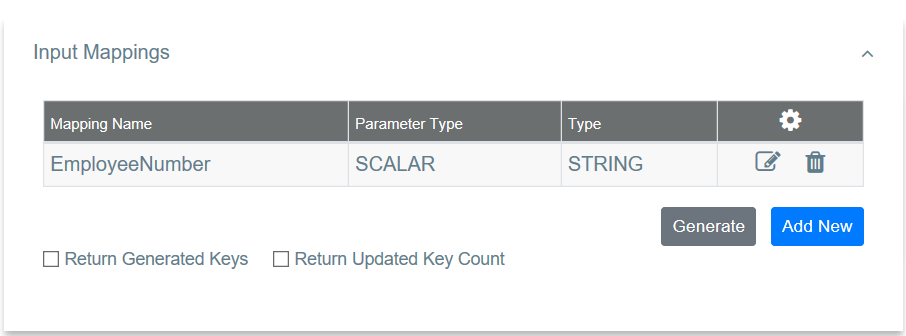 Input Mappings
Mapping Name Parameter Type Type
EmployeeNumber SCALAR STRING
Generate Add New
Return Generated Keys Return Updated Key Count